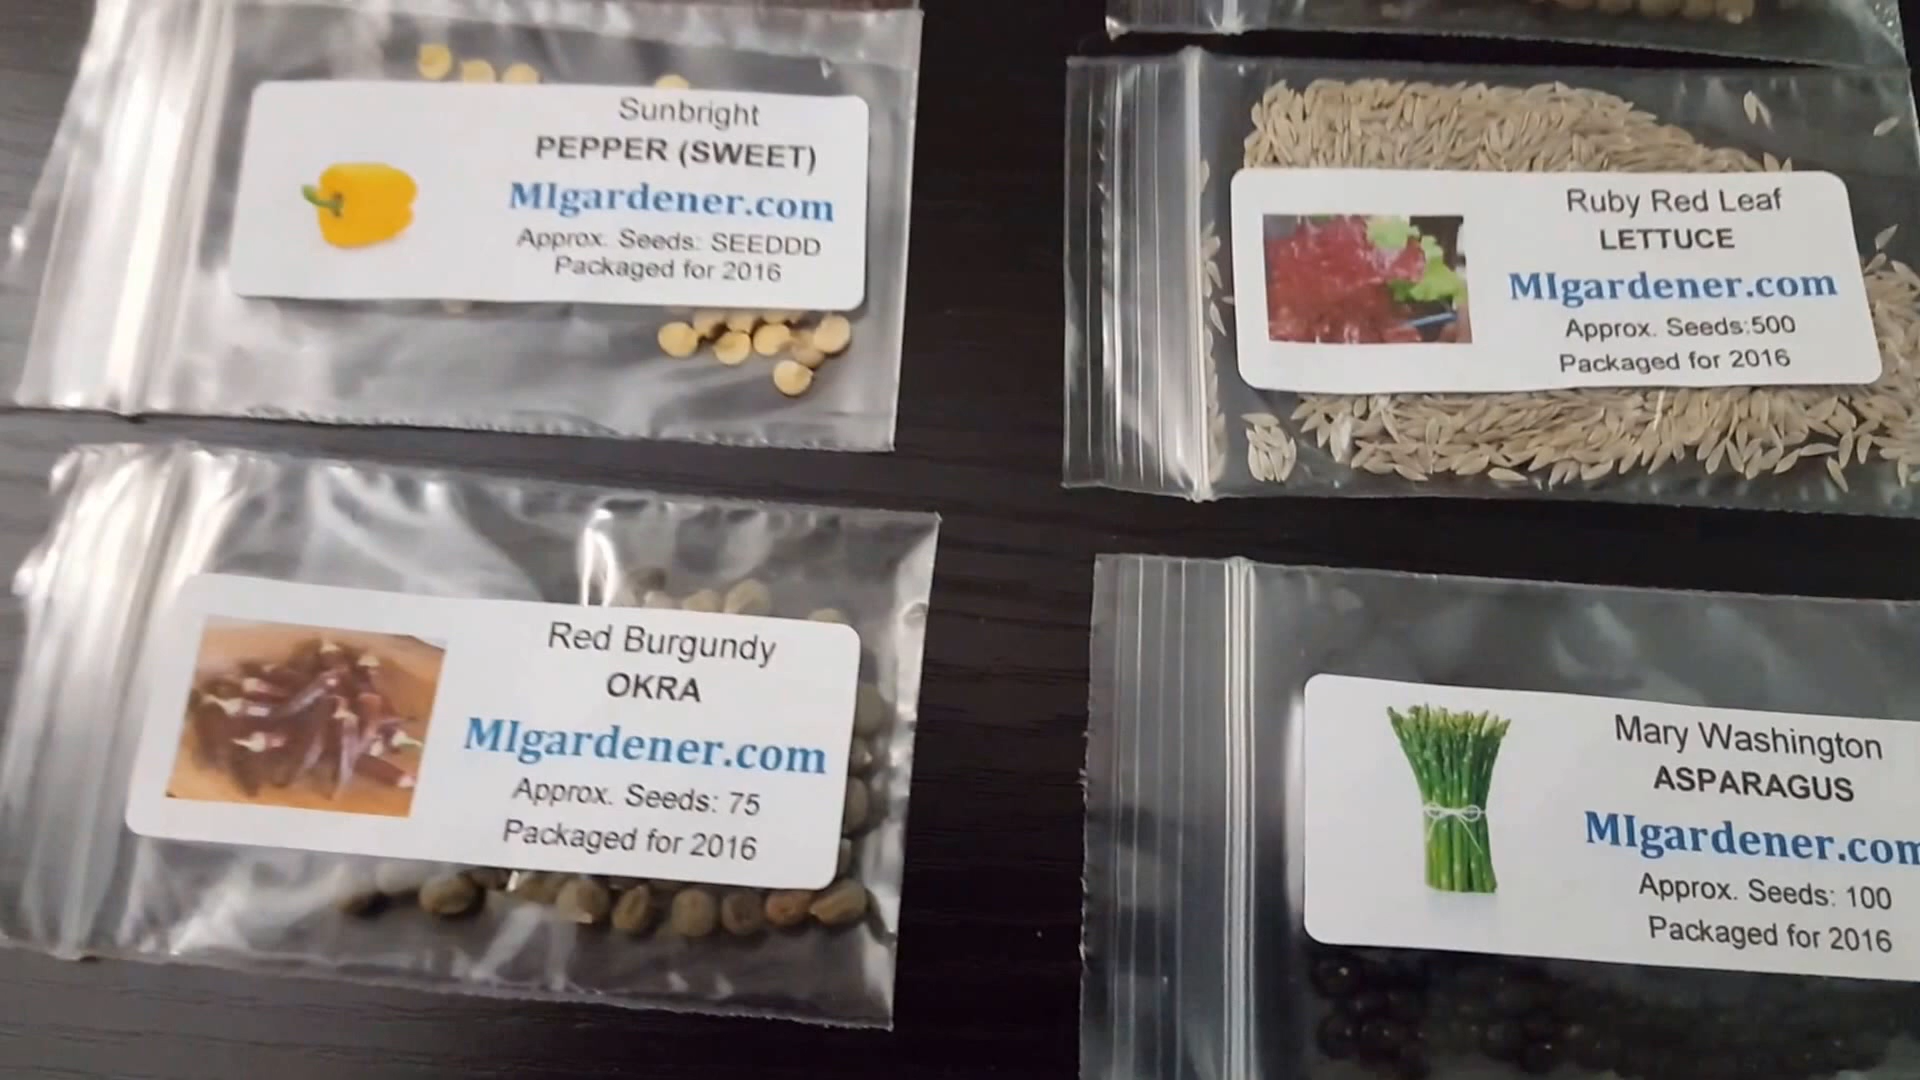 Sunbright
PEPPER (SWEET)
MIgardener.com
Approx. Seeds: SEEDDD
Packaged for 2016
Ruby Red Leaf
LETTUCE
MIgardener.com
Approx. Seeds:500
Packaged for 2016
Red Burgundy
OKRA
MIgardener.com
Approx. Seeds: 75
Packaged for 2016
Mary Washington
ASPARAGUS
MIgardener.com
Approx. Seeds: 100
Packaged for 2016